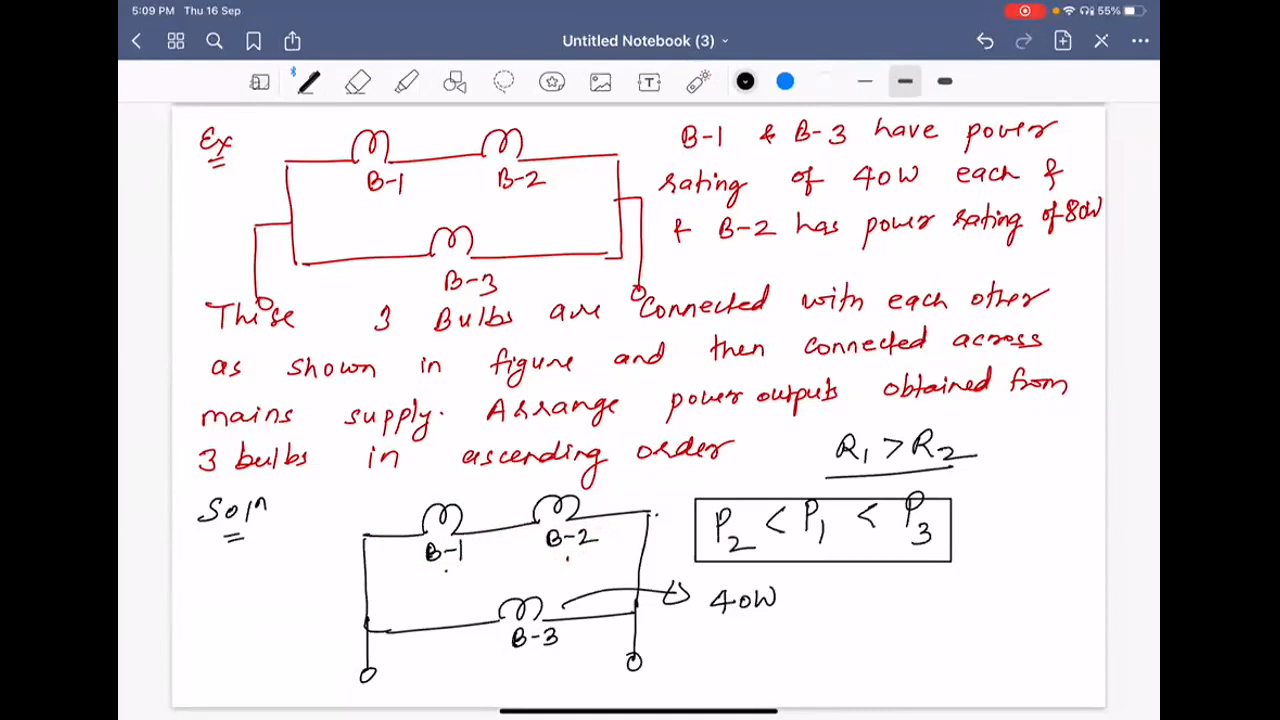 5:09 PM Thu 16 Sep
55%
Untitled Notebook (3)
Ex
B-1 & B-3 have power
rating of 40W each &
& B-2 has power rating of 80W
B-1
B-2
B-3
These 3 Bulbs are connected with each other
as shown in figure and then connected across
mains supply. Arrange power outputs obtained from
3 bulbs in ascending order
R1 > R2
Soln
B-1
B-2
P2 < P1 < P3
40W
B-3